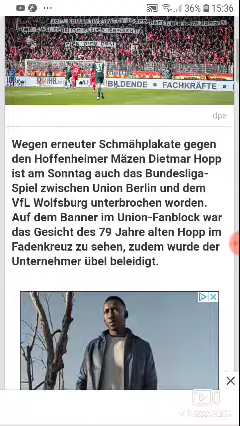 36% 15:36
BILDENDE · FACHKRÄFTE
dpa
Wegen erneuter Schmähplakate gegen
den Hoffenheimer Mäzen Dietmar Hopp
ist am Sonntag auch das Bundesliga-
Spiel zwischen Union Berlin und dem
VfL Wolfsburg unterbrochen worden.
Auf dem Banner im Union-Fanblock war
das Gesicht des 79 Jahre alten Hopp im
Fadenkreuz zu sehen, zudem wurde der
Unternehmer übel beleidigt.